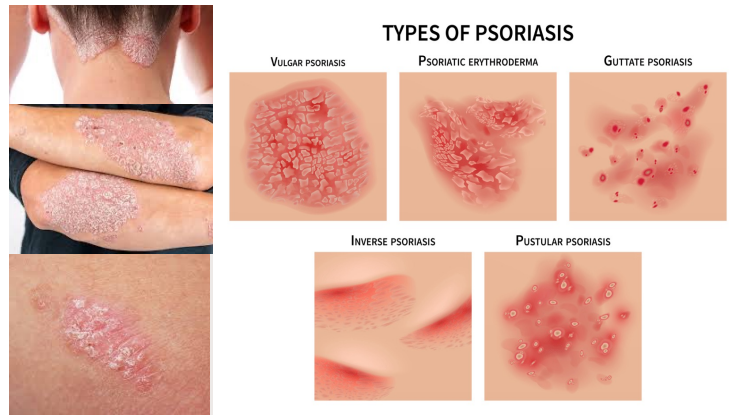 TYPES OF PSORIASIS
VULGAR PSORIASIS
PSORIATIC ERYTHRODERMA
GUTTATE PSORIASIS
INVERSE PSORIASIS
PUSTULAR PSORIASIS